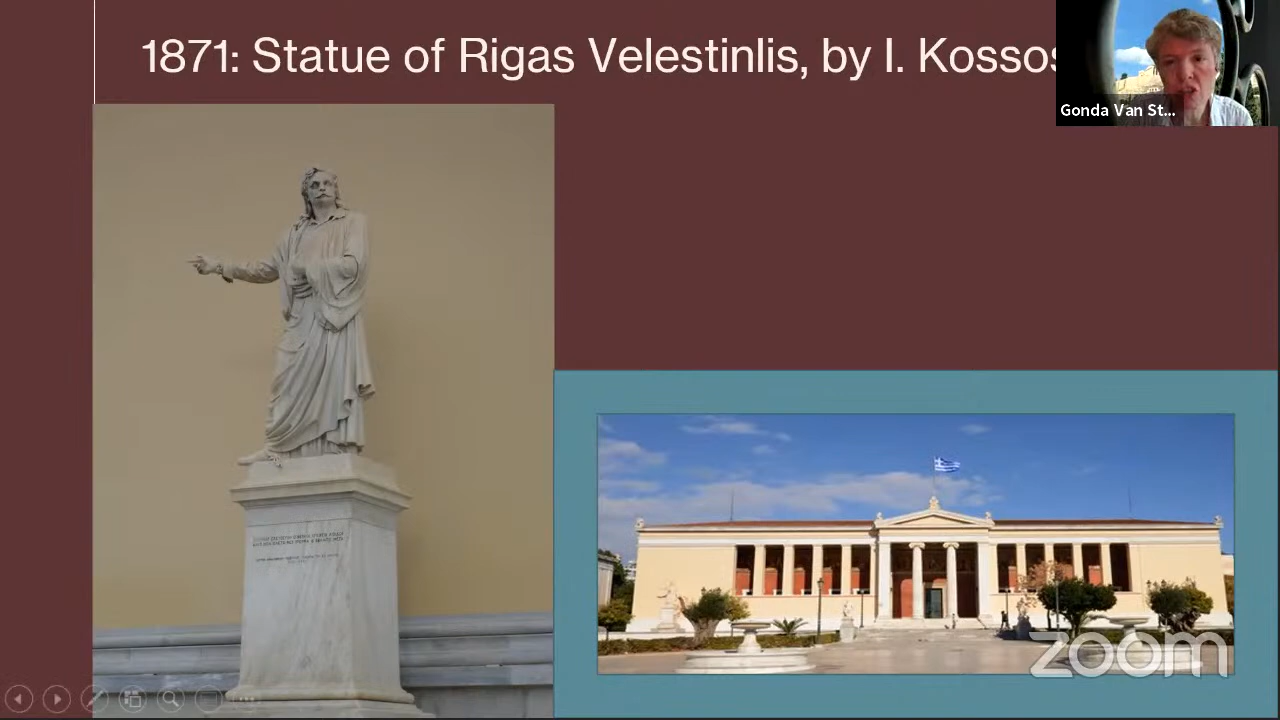 1871: Statue of Rigas Velestinlis, by I. Kossos
Gonda Van St...
zoom